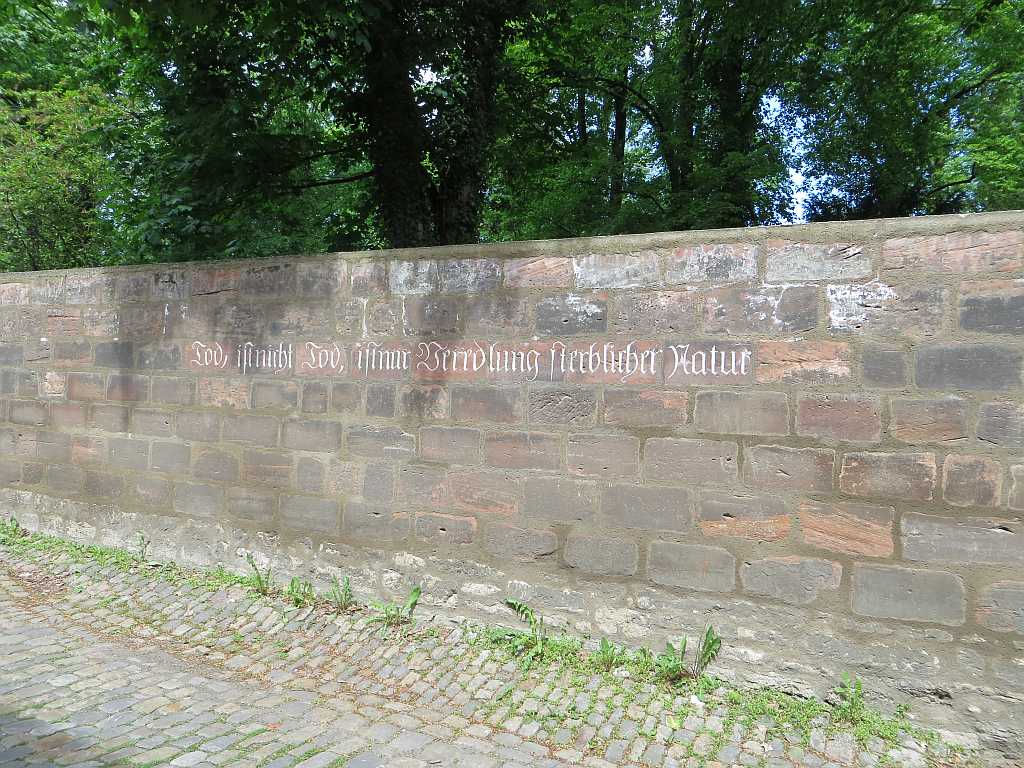 Tod, ist nicht Tod, ist nur Veredlung sterblicher Natur